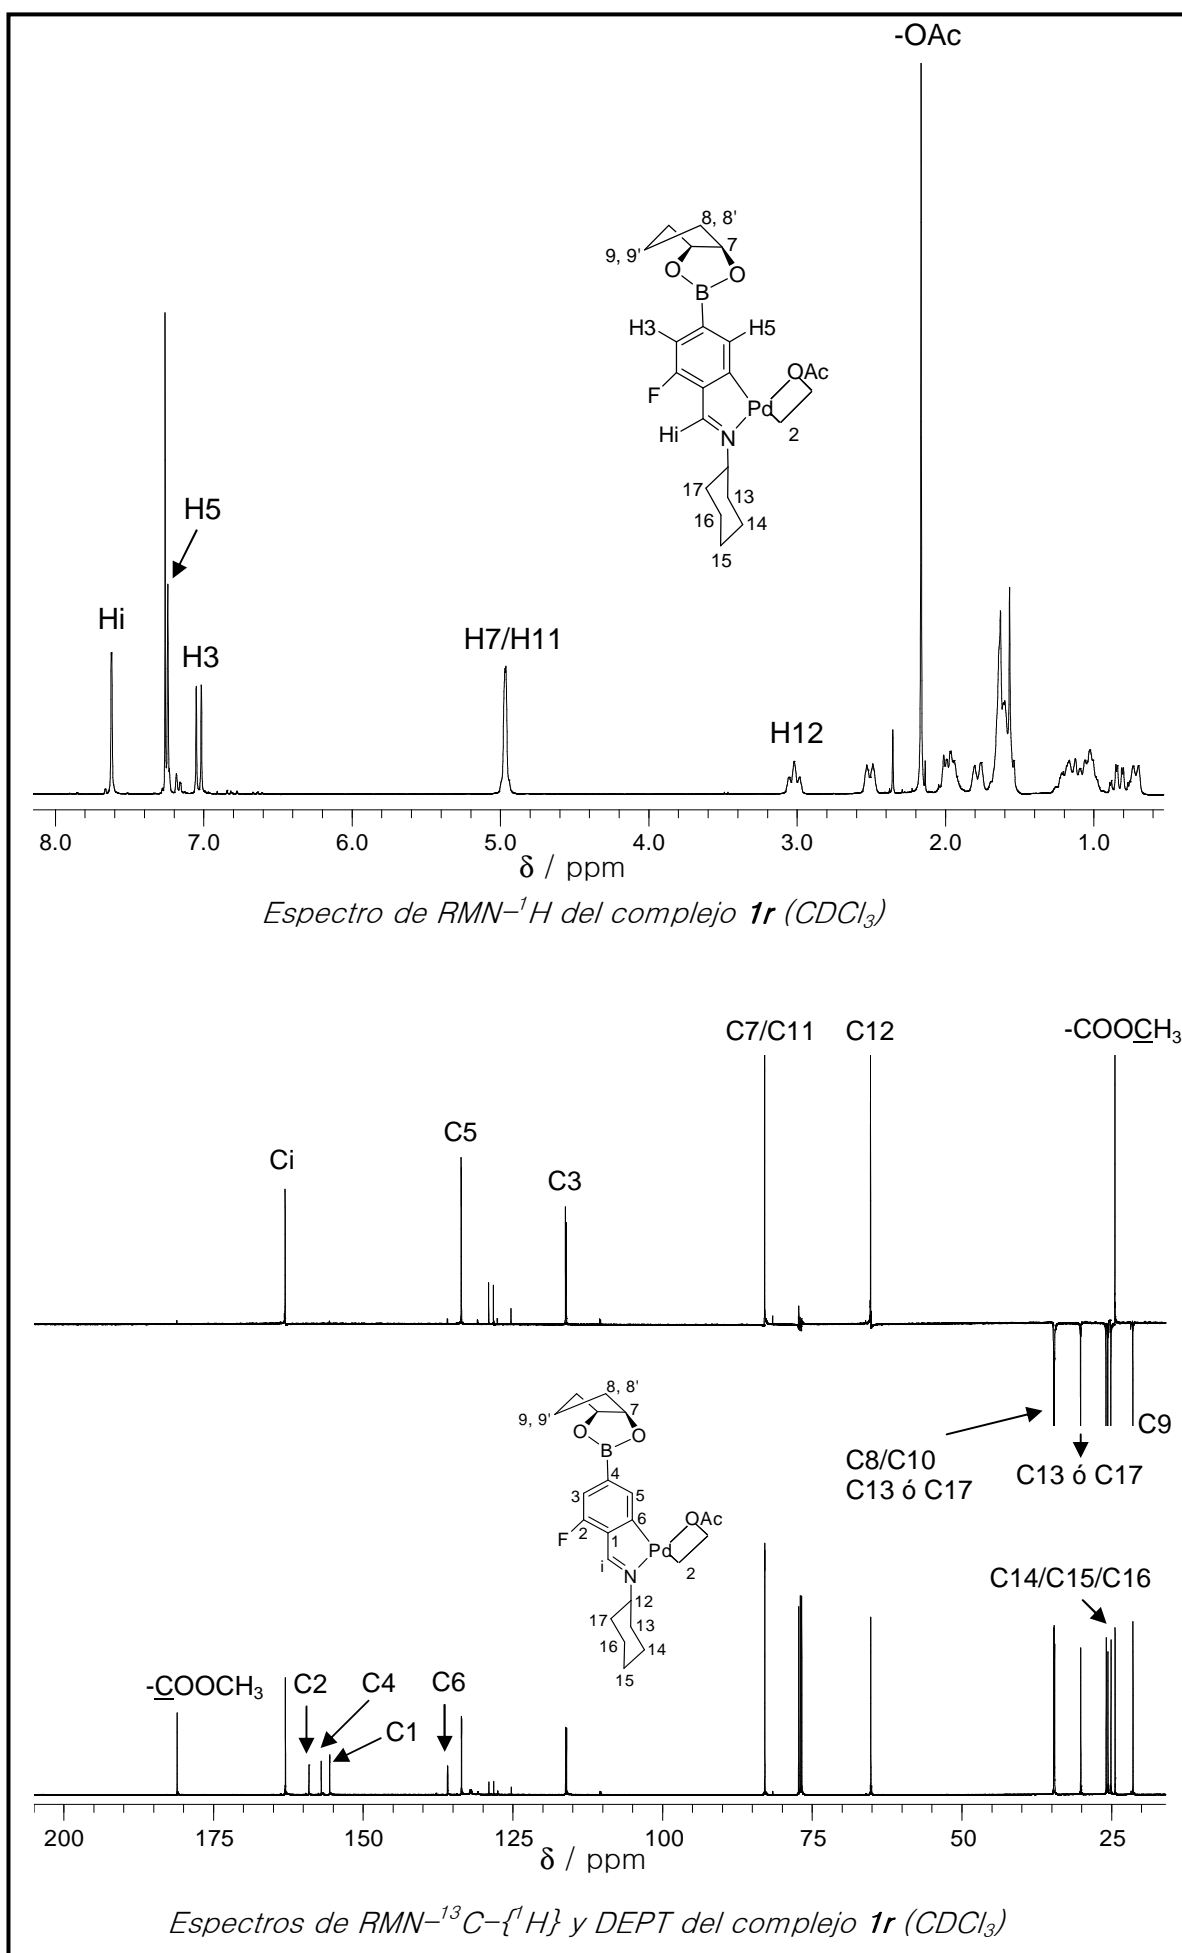 -OAc
8, 8'
7
9, 9'
O
O
B
H3
H5
OAc
F
Pd
Hi
N
2
17
13
16
14
15
H5
Hi
H3
H7/H11
H12
8.0 7.0 6.0 5.0 4.0 3.0 2.0 1.0
δ / ppm
Espectro de RMN-¹H del complejo 1r (CDCl₃)
C7/C11
C12
-COOCH₃
C5
Ci
C3
C9
C8/C10
C13 ó C17
C13 ó C17
8, 8'
7
9, 9'
O
O
B
4
3
5
6
OAc
F
2
1
Pd
i
N
2
12
17
13
16
14
15
C14/C15/C16
-COOCH₃
C2
C4
C6
C1
200 175 150 125 100 75 50 25
δ / ppm
Espectros de RMN-¹³C-{¹H} y DEPT del complejo 1r (CDCl₃)